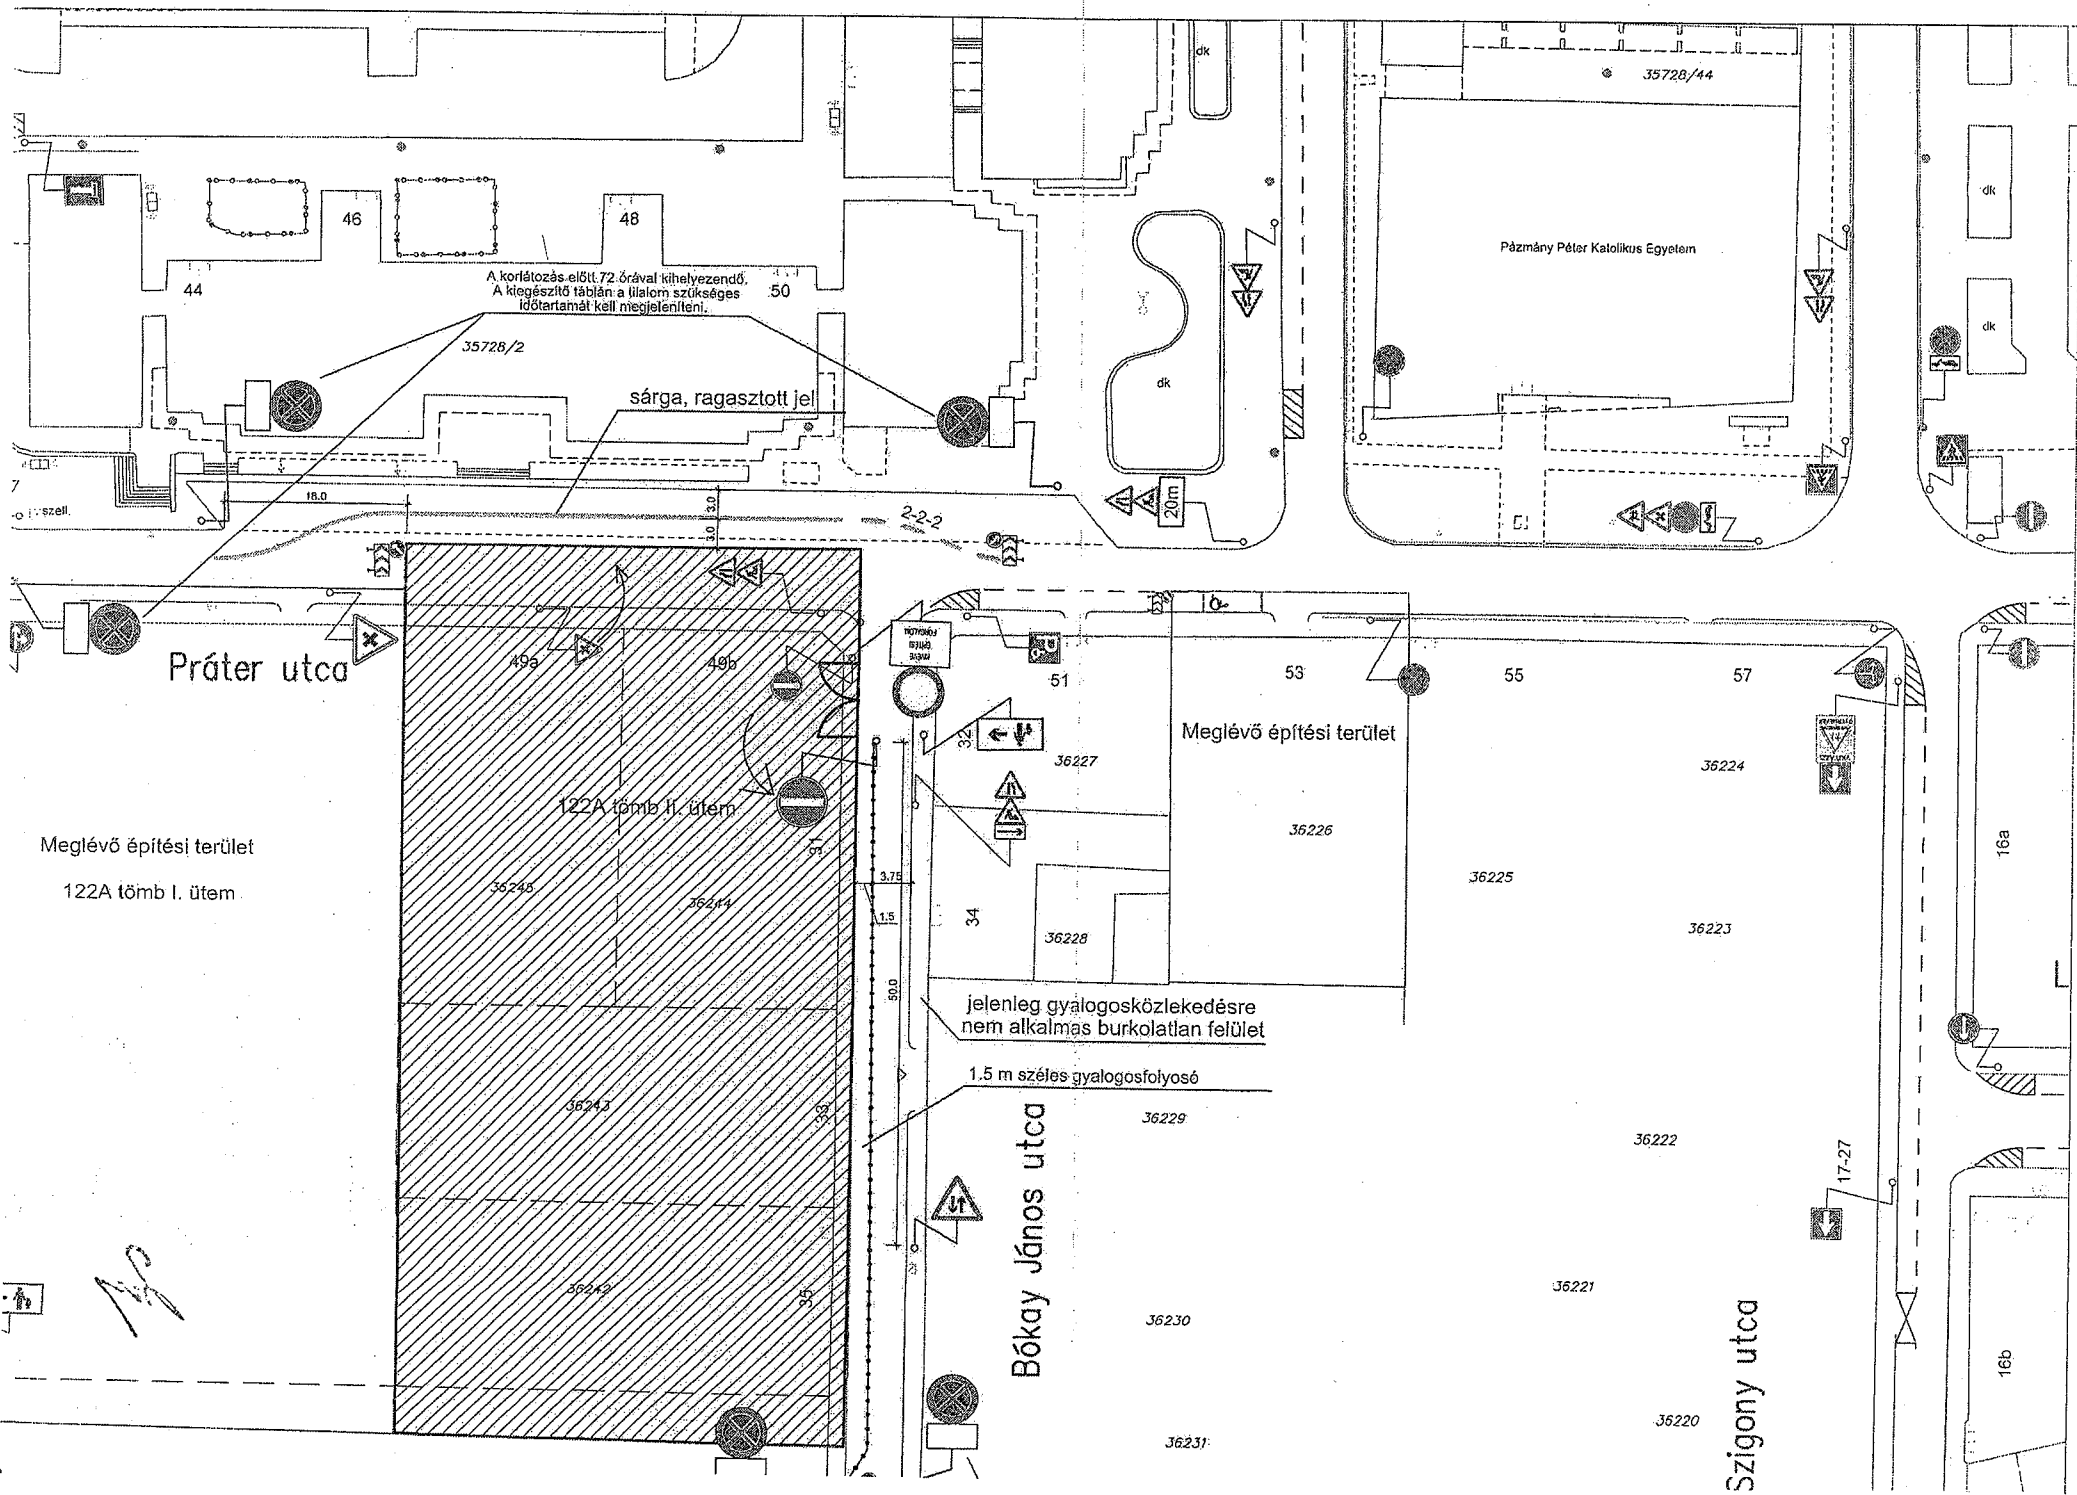 dk
35728/44
dk
46
48
Pázmány Péter Katolikus Egyetem
44
A korlátozás előtt 72 órával kihelyezendő.
A kiegészítő táblán a tilalom szükséges
időtartamát kell megjeleníteni.
50
dk
35728/2
dk
sárga, ragasztott jel
7
szell.
18.0
3.0
3.0
2-2-2
20m
Práter utca
49a
49b
51
53
55
57
32
Meglévő építési terület
36227
36224
122A tömb II. ütem
31
36226
Meglévő építési terület
122A tömb I. ütem
16a
3.75
36225
36245
36244
1.5
34
36228
36223
50.0
jelenleg gyalogosközlekedésre
nem alkalmas burkolatlan felület
1.5 m széles gyalogosfolyosó
36243
33
36229
36222
17-27
Bókay János utca
36242
35
36221
36230
Szigony utca
16b
36220
36231